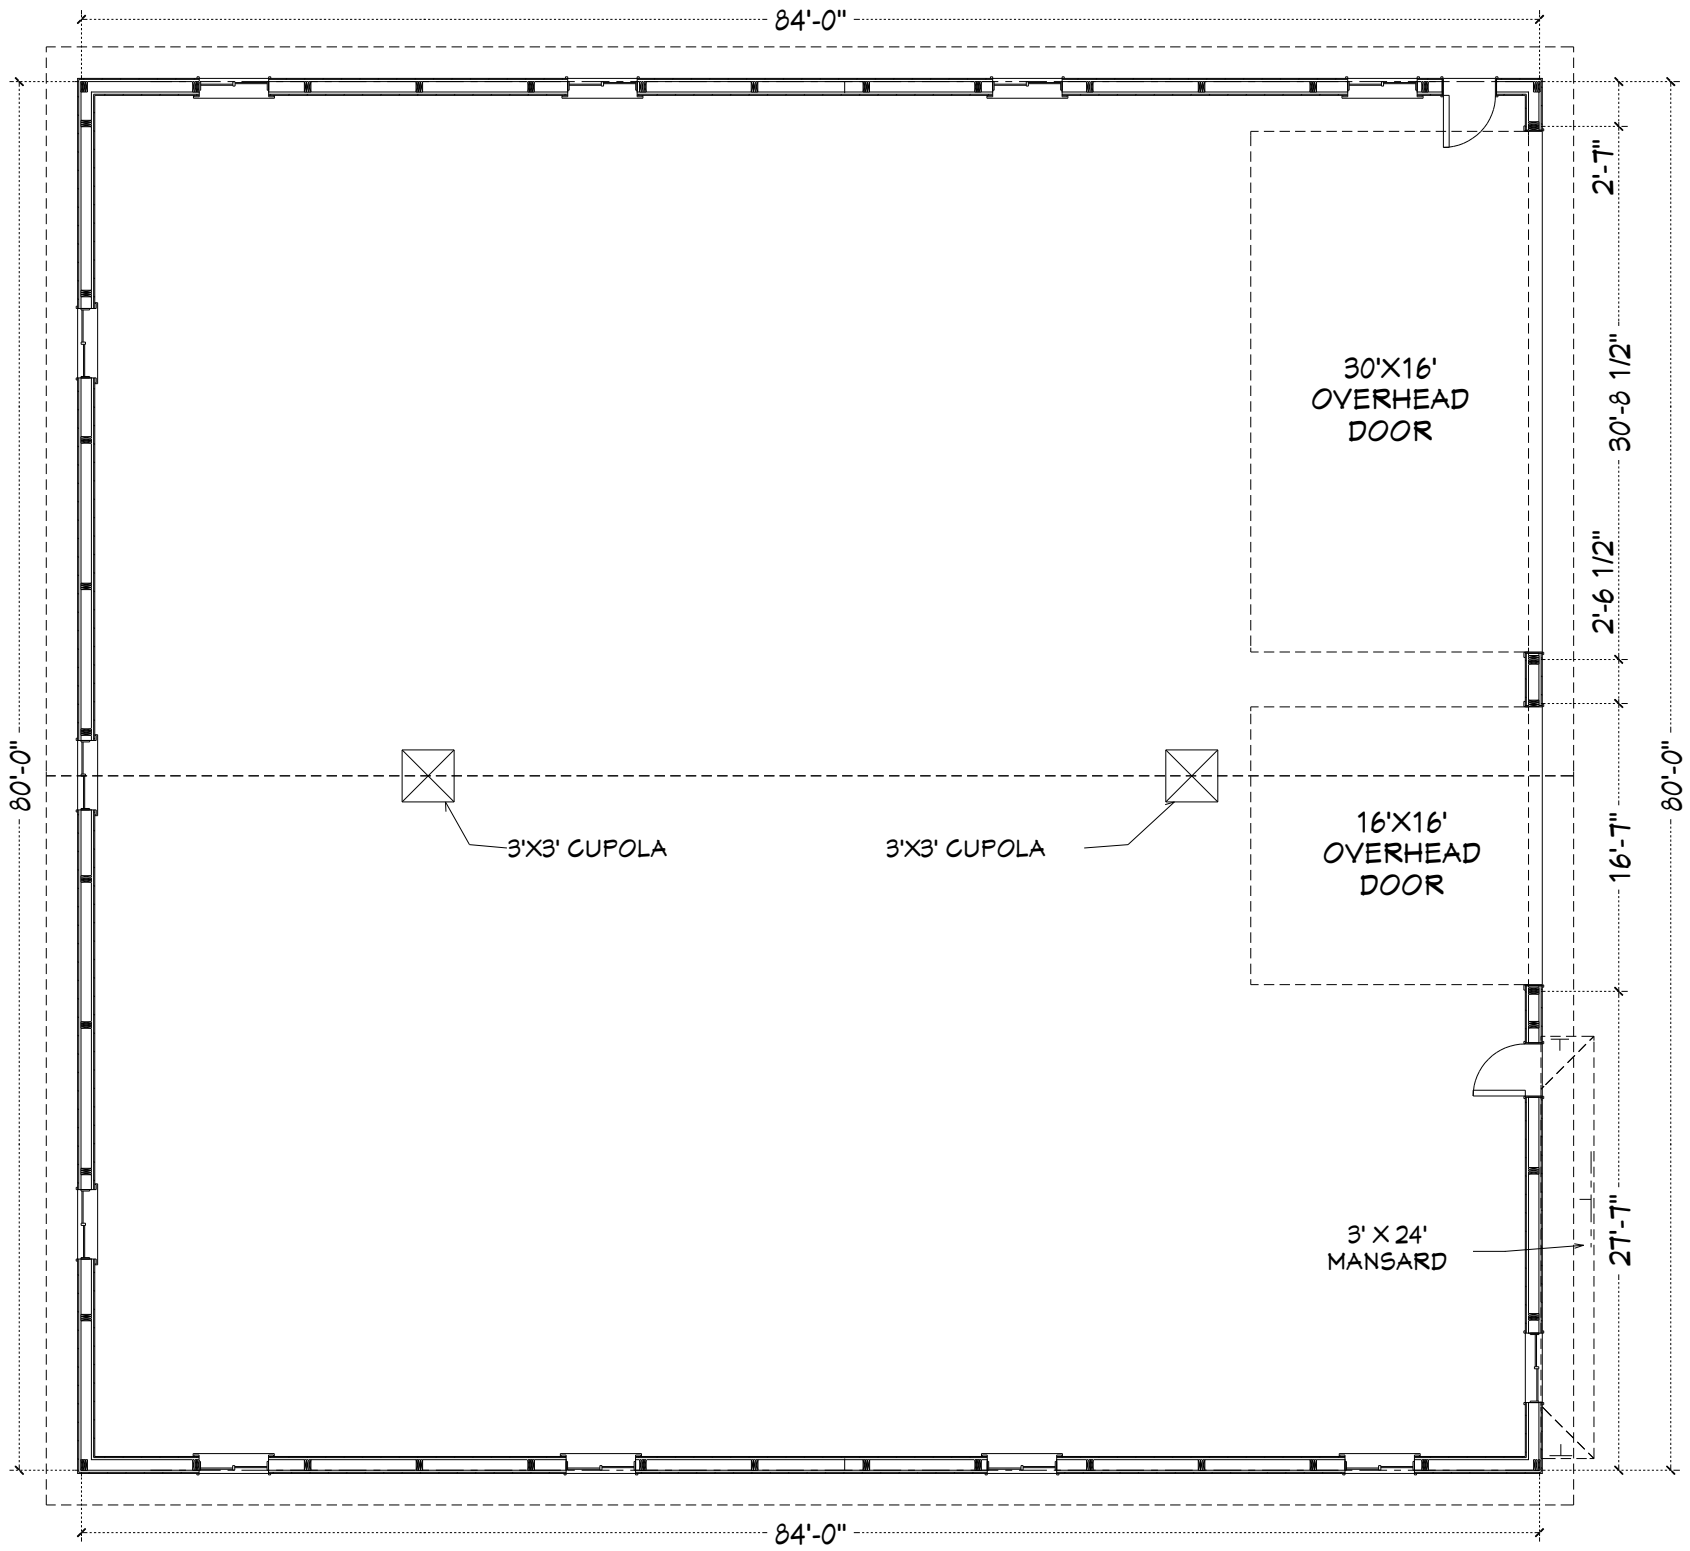 84'-0"
2'-7"
30'X16'
OVERHEAD
DOOR
30'-8 1/2"
2'-6 1/2"
80'-0"
80'-0"
3'X3' CUPOLA
3'X3' CUPOLA
16'X16'
OVERHEAD
DOOR
16'-7"
3' X 24'
MANSARD
27'-7"
84'-0"